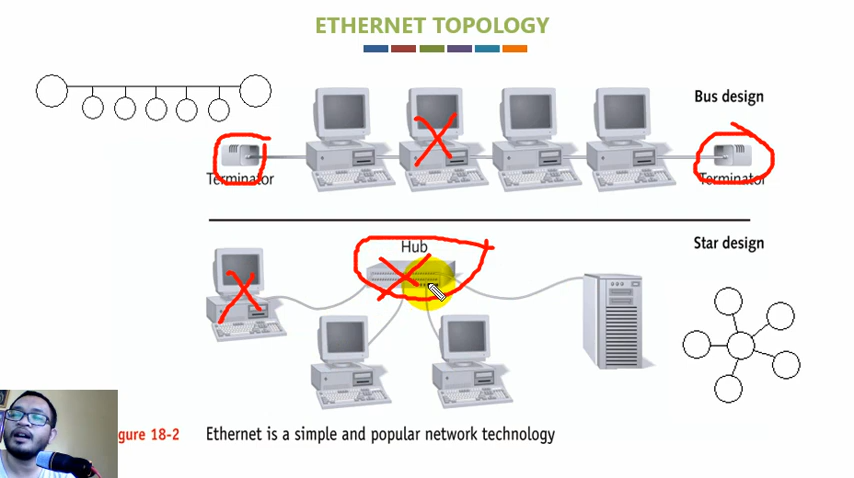 ETHERNET TOPOLOGY
Bus design
Terminator
Terminator
Hub
Star design
gure 18-2 Ethernet is a simple and popular network technology